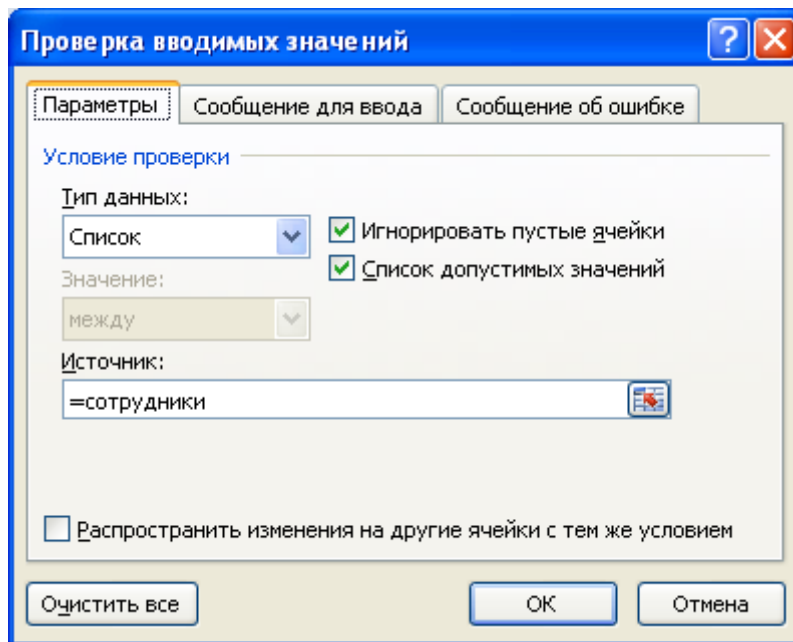 Проверка вводимых значений
Параметры Сообщение для ввода Сообщение об ошибке
Условие проверки
Тип данных:
Список
Игнорировать пустые ячейки
Список допустимых значений
Значение:
между
Источник:
=сотрудники
Распространить изменения на другие ячейки с тем же условием
Очистить все ОК Отмена